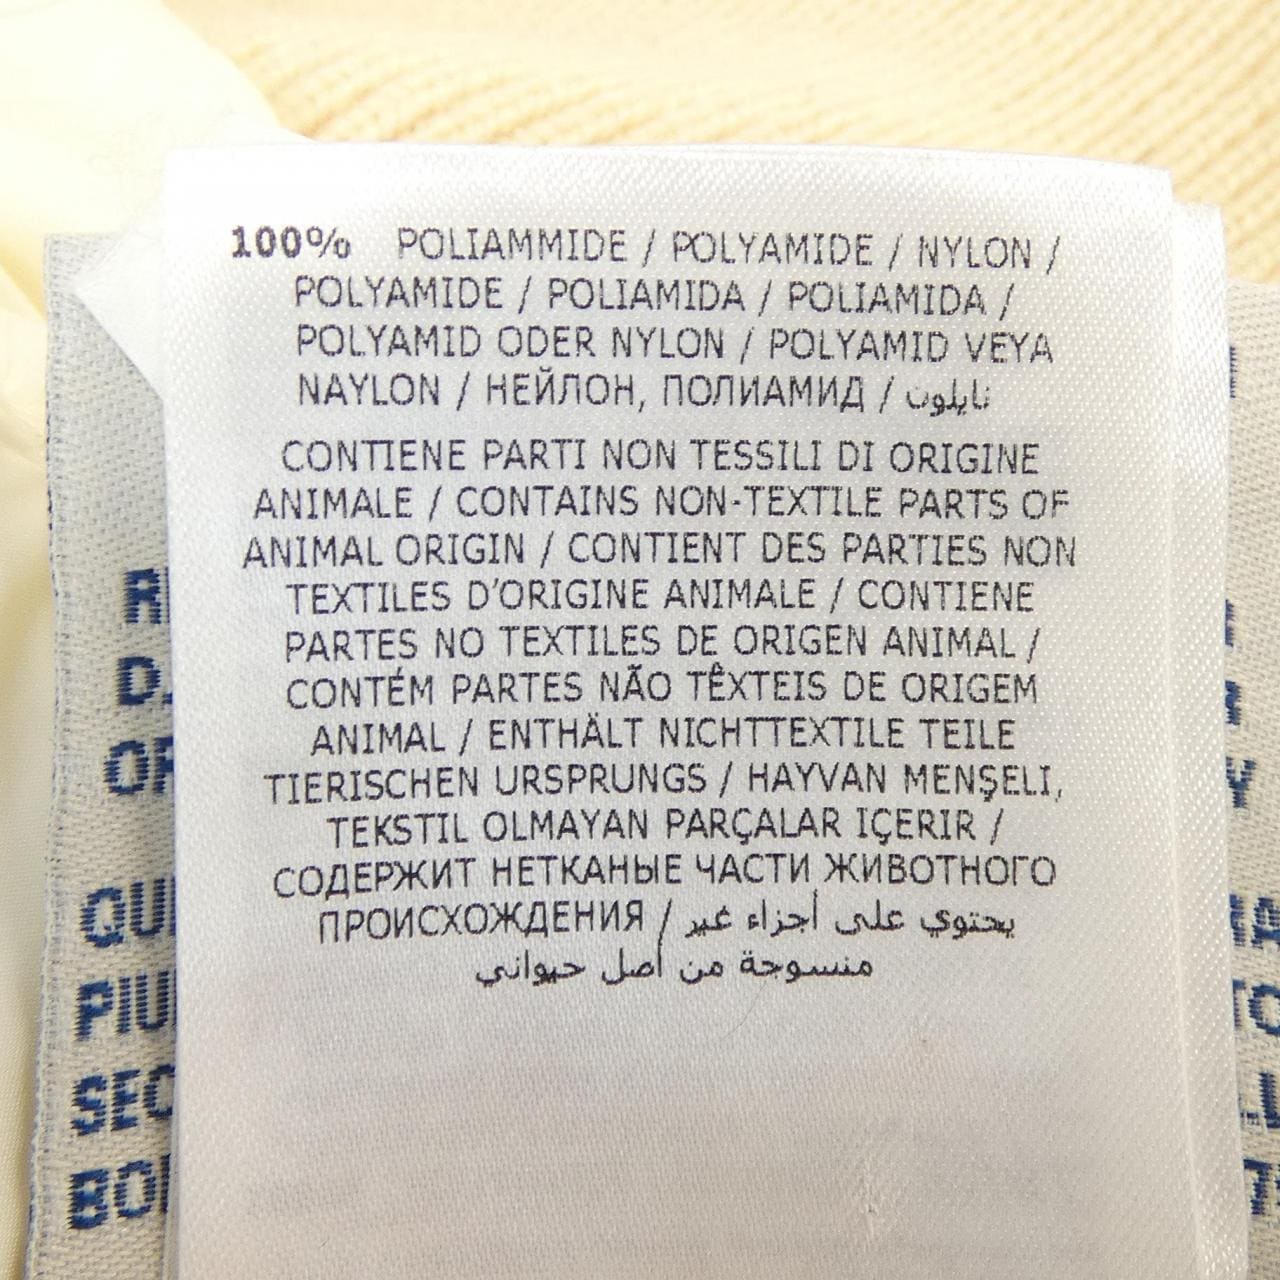 100% POLIAMMIDE / POLYAMIDE / NYLON /
POLYAMIDE / POLIAMIDA / POLIAMIDA /
POLYAMID ODER NYLON / POLYAMID VEYA
NAYLON / НЕЙЛОН, ПОЛИАМИД / نايلون
CONTIENE PARTI NON TESSILI DI ORIGINE
ANIMALE / CONTAINS NON-TEXTILE PARTS OF
ANIMAL ORIGIN / CONTIENT DES PARTIES NON
TEXTILES D'ORIGINE ANIMALE / CONTIENE
PARTES NO TEXTILES DE ORIGEN ANIMAL /
CONTÉM PARTES NÃO TÊXTEIS DE ORIGEM
ANIMAL / ENTHÄLT NICHTTEXTILE TEILE
TIERISCHEN URSPRUNGS / HAYVAN MENŞELI,
TEKSTIL OLMAYAN PARÇALAR IÇERIR /
СОДЕРЖИТ НЕТКАНЫЕ ЧАСТИ ЖИВОТНОГО
ПРОИСХОЖДЕНИЯ / يحتوي على أجزاء غير
منسوجة من أصل حيواني